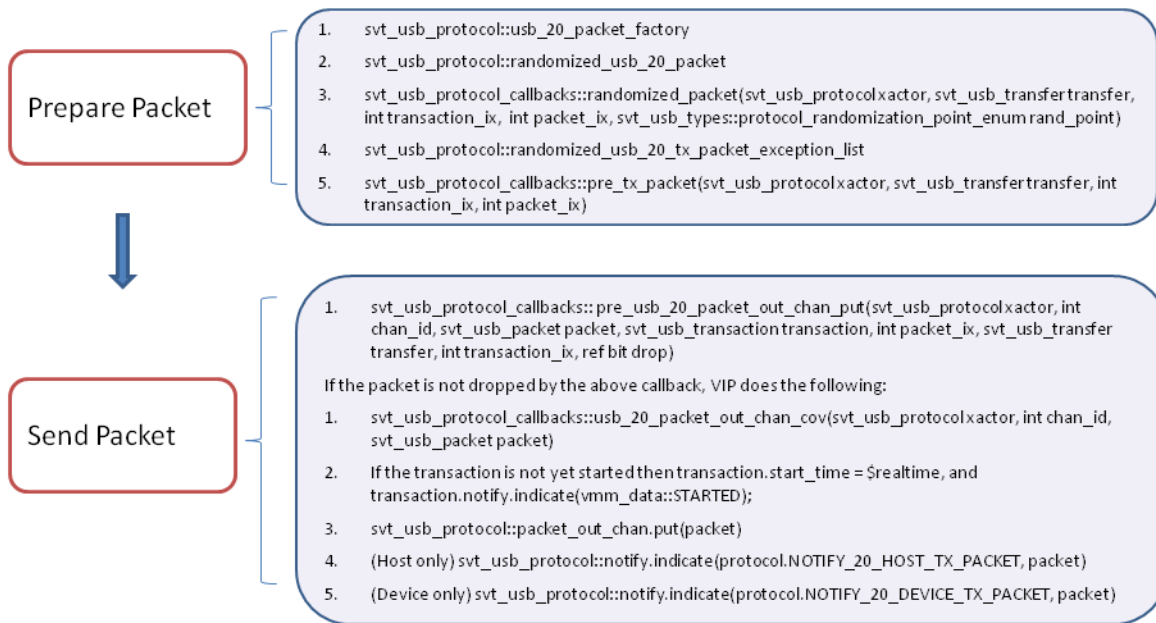 Prepare Packet
1. svt_usb_protocol::usb_20_packet_factory
2. svt_usb_protocol::randomized_usb_20_packet
3. svt_usb_protocol_callbacks::randomized_packet(svt_usb_protocol xactor, svt_usb_transfer transfer,
int transaction_ix, int packet_ix, svt_usb_types::protocol_randomization_point_enum rand_point)
4. svt_usb_protocol::randomized_usb_20_tx_packet_exception_list
5. svt_usb_protocol_callbacks::pre_tx_packet(svt_usb_protocol xactor, svt_usb_transfer transfer, int
transaction_ix, int packet_ix)
Send Packet
1. svt_usb_protocol_callbacks:: pre_usb_20_packet_out_chan_put(svt_usb_protocol xactor, int
chan_id, svt_usb_packet packet, svt_usb_transaction transaction, int packet_ix, svt_usb_transfer
transfer, int transaction_ix, ref bit drop)
If the packet is not dropped by the above callback, VIP does the following:
1. svt_usb_protocol_callbacks::usb_20_packet_out_chan_cov(svt_usb_protocol xactor, int chan_id,
svt_usb_packet packet)
2. If the transaction is not yet started then transaction.start_time = $realtime, and
transaction.notify.indicate(vmm_data::STARTED);
3. svt_usb_protocol::packet_out_chan.put(packet)
4. (Host only) svt_usb_protocol::notify.indicate(protocol.NOTIFY_20_HOST_TX_PACKET, packet)
5. (Device only) svt_usb_protocol::notify.indicate(protocol.NOTIFY_20_DEVICE_TX_PACKET, packet)